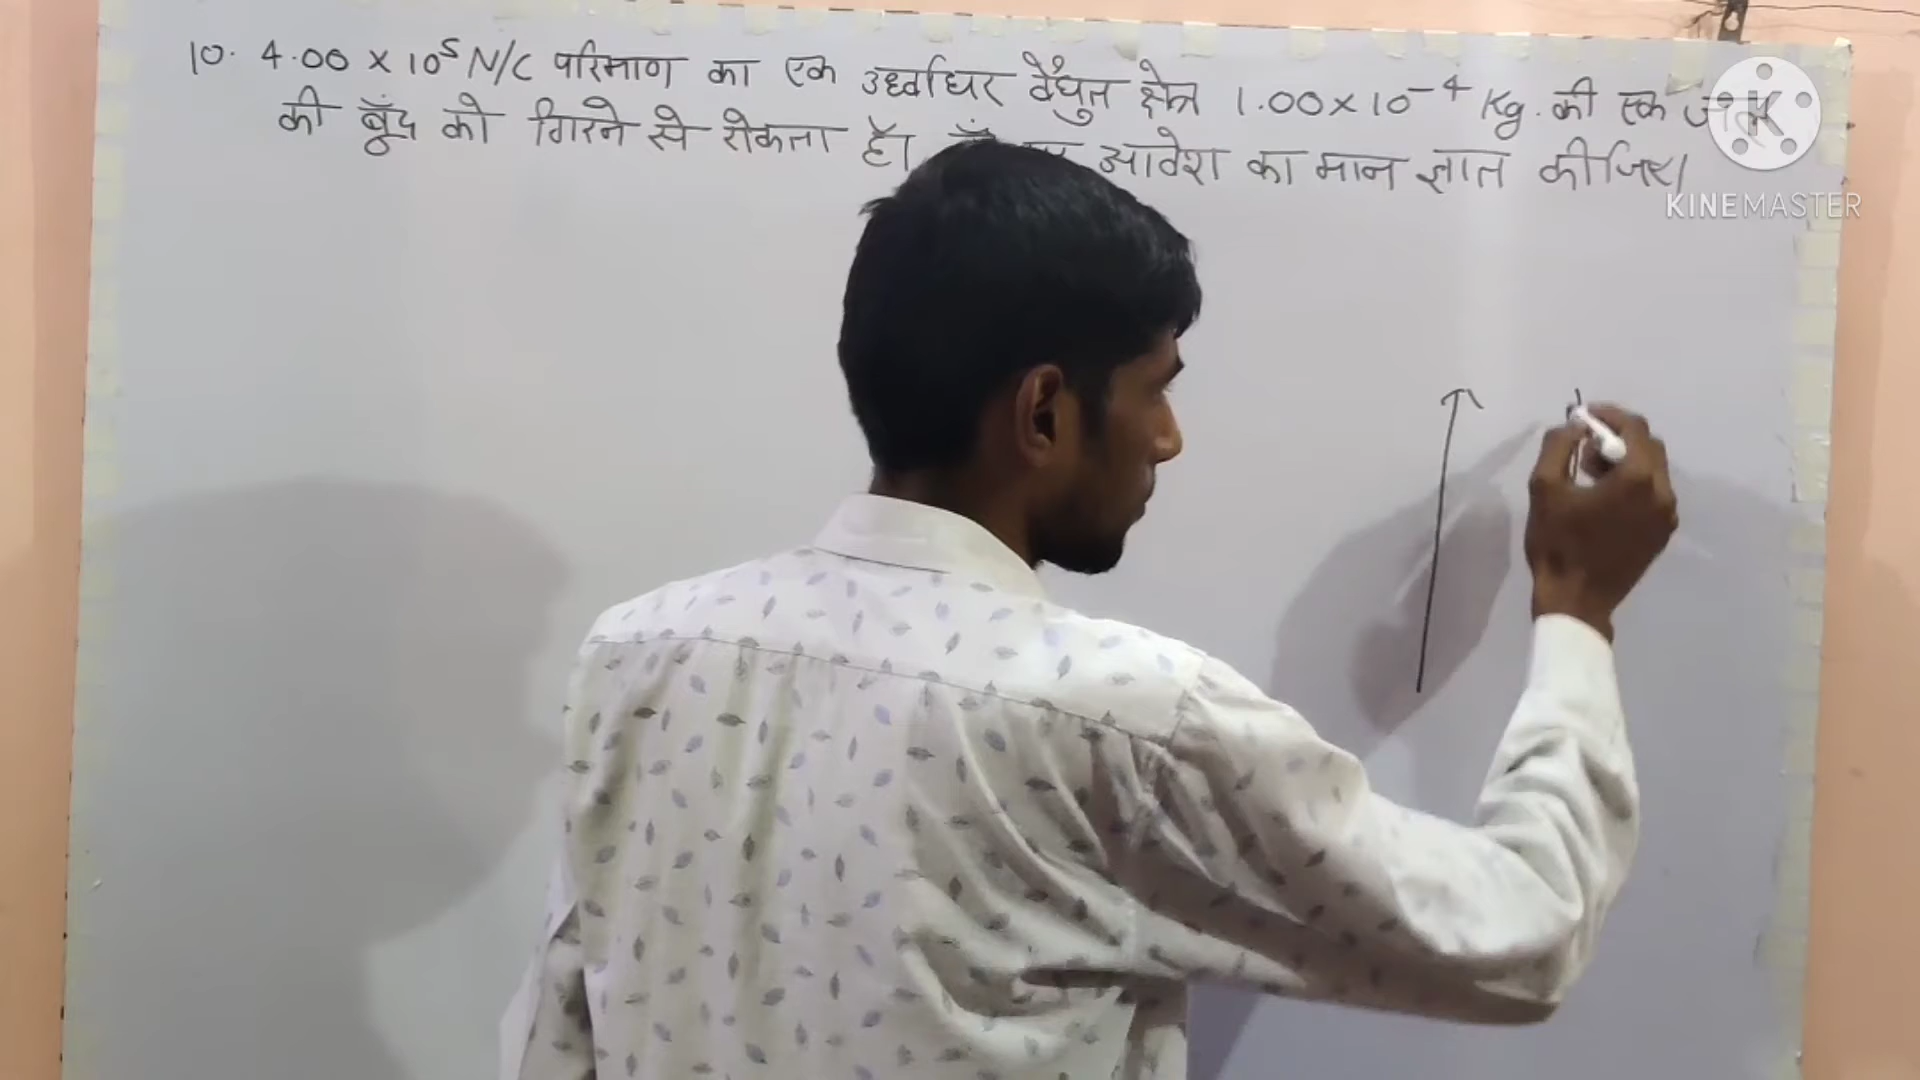 10. 4.00 × 10⁵ N/C परिमाण का एक उर्ध्वाधर वैधुत क्षेत्र 1.00×10⁻⁴ Kg. की एक
की बूँद को गिरने से रोकता है। आवेश का मान ज्ञात कीजिए।
KINEMASTER